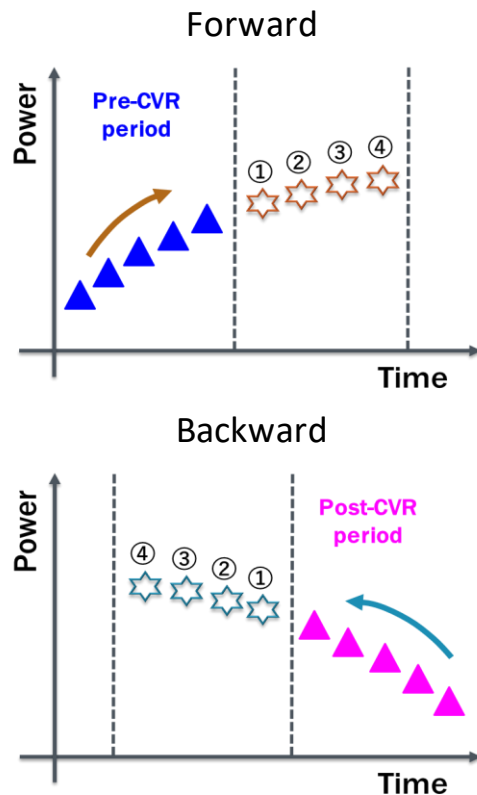 Forward
Power
Pre-CVR
period
① ② ③ ④
Time
Backward
Power
Post-CVR
period
④ ③ ② ①
Time